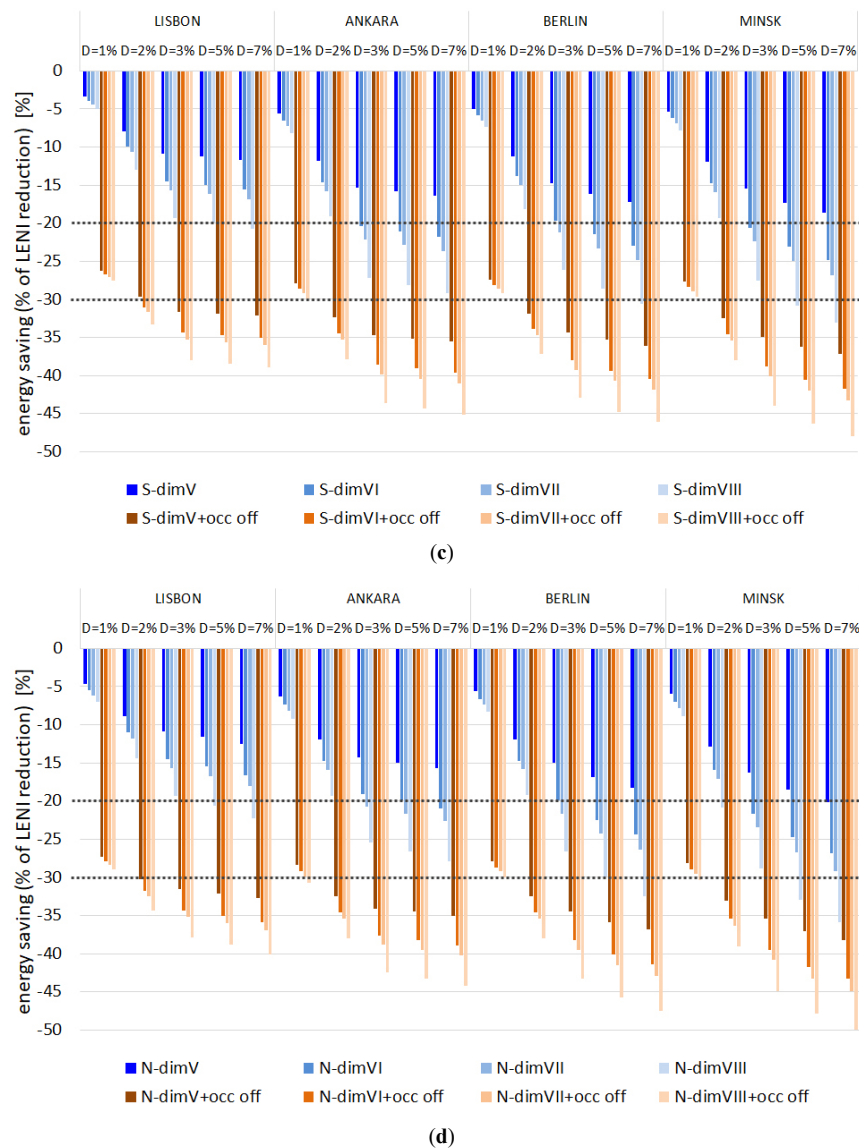 LISBON ANKARA BERLIN MINSK
D=1% D=2% D=3% D=5% D=7% D=1% D=2% D=3% D=5% D=7% D=1% D=2% D=3% D=5% D=7% D=1% D=2% D=3% D=5% D=7%
0
-5
-10
-15
-20
-25
-30
-35
-40
-45
-50
energy saving (% of LENI reduction) [%]
S-dimV S-dimVI S-dimVII S-dimVIII
S-dimV+occ off S-dimVI+occ off S-dimVII+occ off S-dimVIII+occ off
(c)
LISBON ANKARA BERLIN MINSK
D=1% D=2% D=3% D=5% D=7% D=1% D=2% D=3% D=5% D=7% D=1% D=2% D=3% D=5% D=7% D=1% D=2% D=3% D=5% D=7%
0
-5
-10
-15
-20
-25
-30
-35
-40
-45
-50
energy saving (% of LENI reduction) [%]
N-dimV N-dimVI N-dimVII N-dimVIII
N-dimV+occ off N-dimVI+occ off N-dimVII+occ off N-dimVIII+occ off
(d)